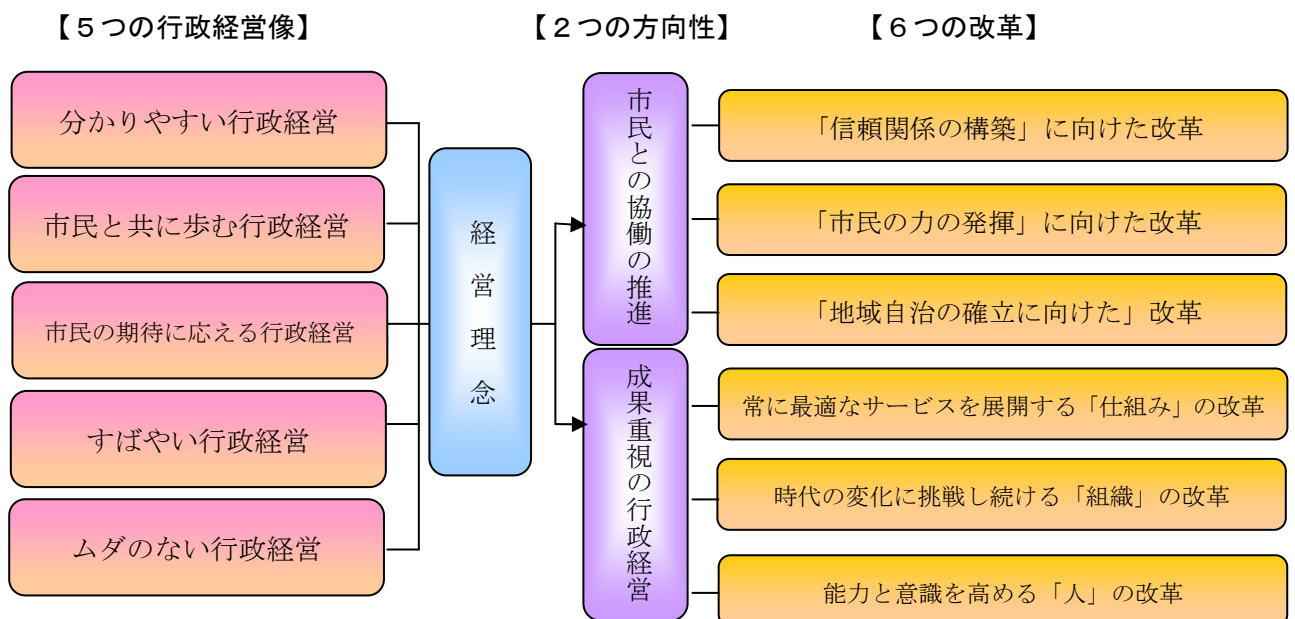 【５つの行政経営像】
【２つの方向性】
【６つの改革】
分かりやすい行政経営
市民と共に歩む行政経営
市民の期待に応える行政経営
すばやい行政経営
ムダのない行政経営
経営理念
市民との協働の推進
成果重視の行政経営
「信頼関係の構築」に向けた改革
「市民の力の発揮」に向けた改革
「地域自治の確立に向けた」改革
常に最適なサービスを展開する「仕組み」の改革
時代の変化に挑戦し続ける「組織」の改革
能力と意識を高める「人」の改革